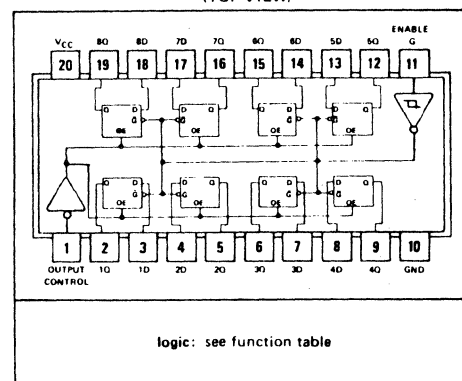 (TOP VIEW)
ENABLE
VCC 8Q 8D 7D 7Q 6Q 6D 5D 5Q G
20 19 18 17 16 15 14 13 12 11
Q D D Q Q D D Q
G G G G
OE OE OE OE
Q D D Q Q D D Q
G G G G
OE OE OE OE
1 2 3 4 5 6 7 8 9 10
OUTPUT 1Q 1D 2D 2Q 3Q 3D 4D 4Q GND
CONTROL
logic: see function table